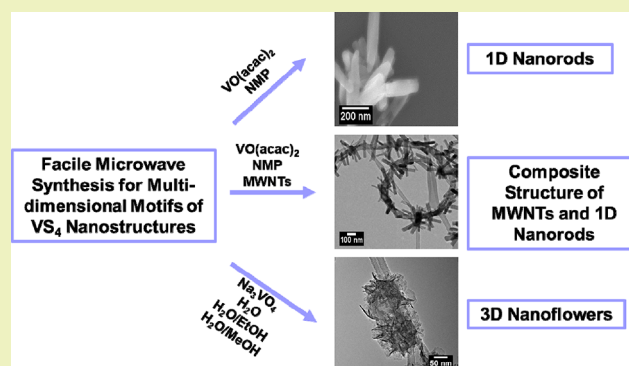 VO(acac)₂
NMP
200 nm
1D Nanorods
Facile Microwave
Synthesis for Multi-
dimensional Motifs of
VS₄ Nanostructures
VO(acac)₂
NMP
MWNTs
100 nm
Composite
Structure of
MWNTs and 1D
Nanorods
Na₃VO₄
H₂O
H₂O/EtOH
H₂O/MeOH
50 nm
3D Nanoflowers